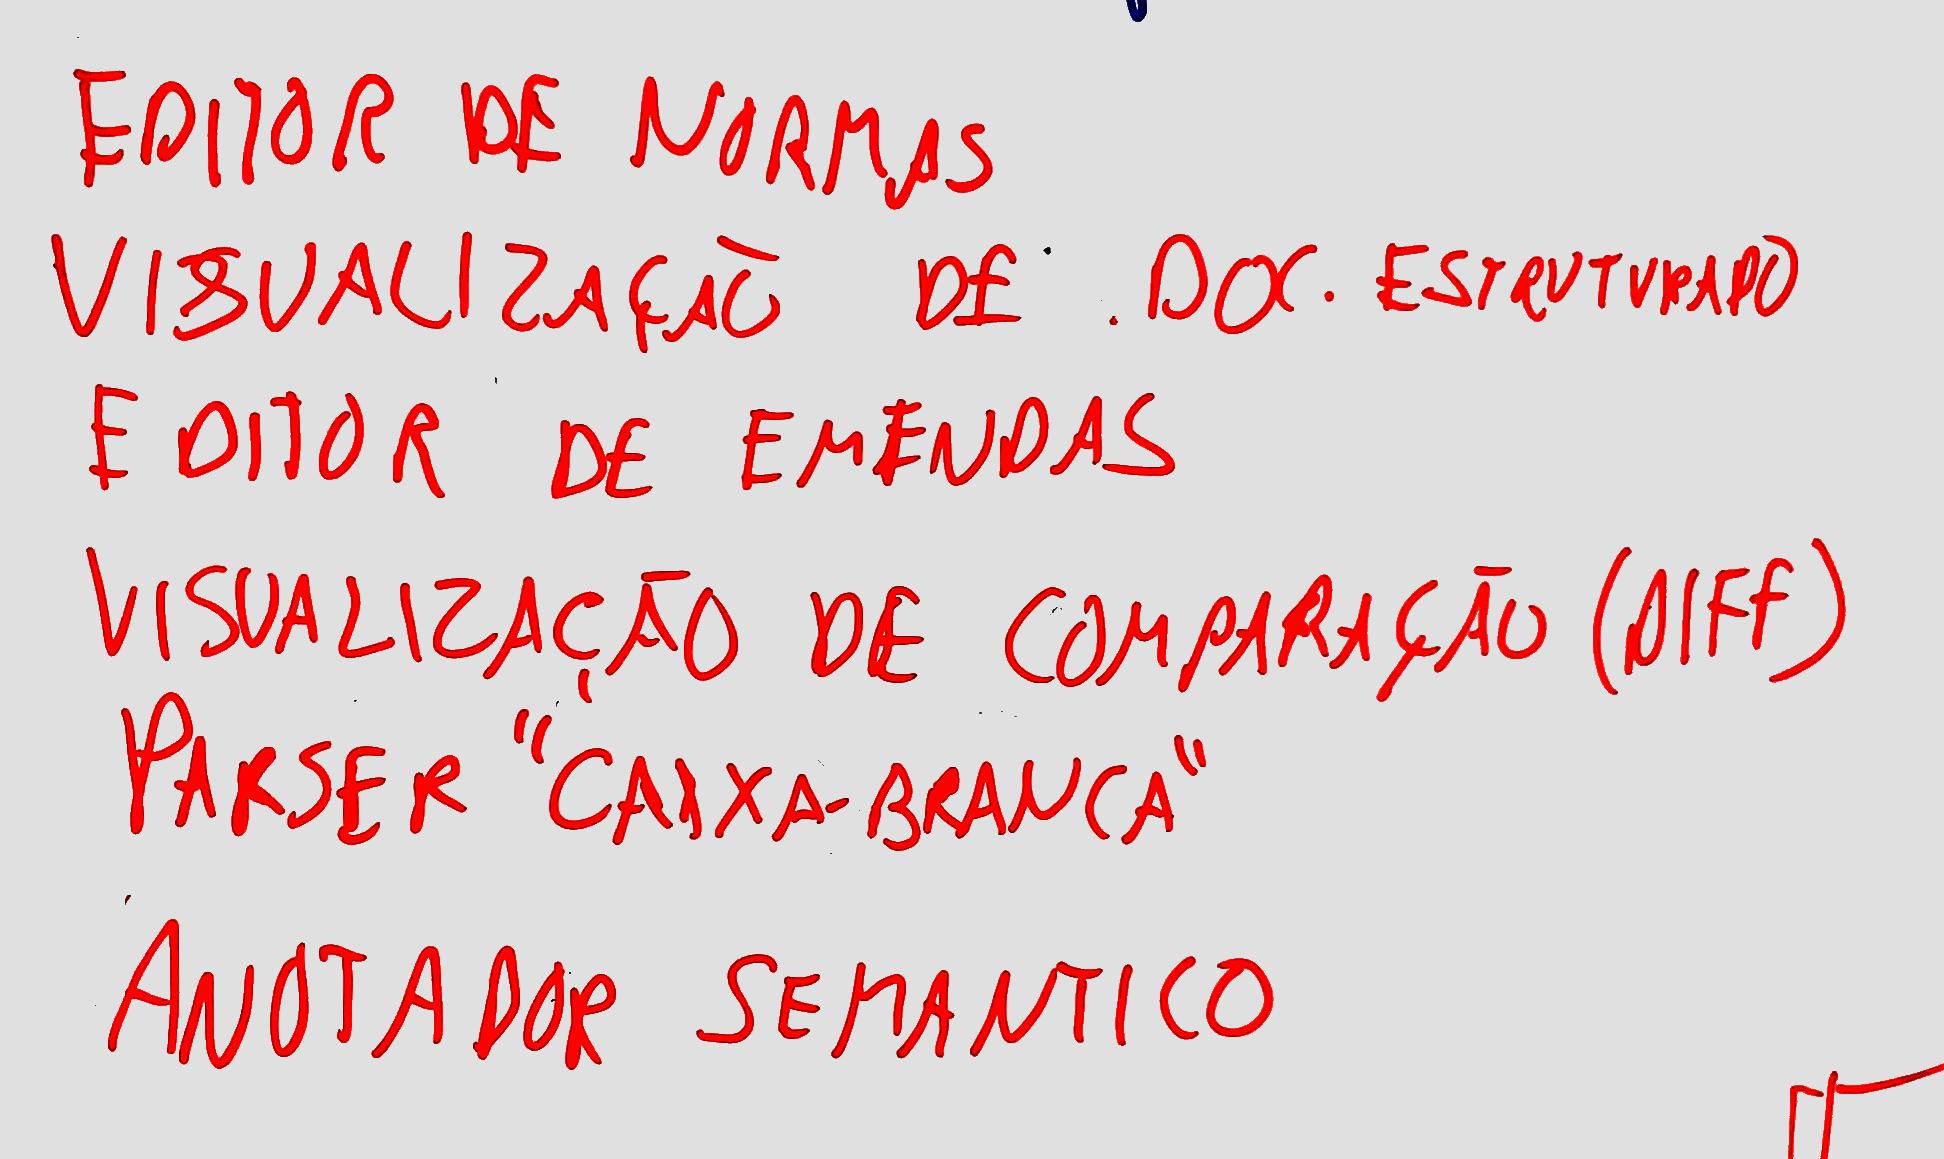 EDITOR DE NORMAS
VISUALIZAÇÃO DE DOC. ESTRUTURADO
EDITOR DE EMENDAS
VISUALIZAÇÃO DE COMPARAÇÃO (DIFF)
PARSER "CAIXA-BRANCA"
ANOTADOR SEMANTICO